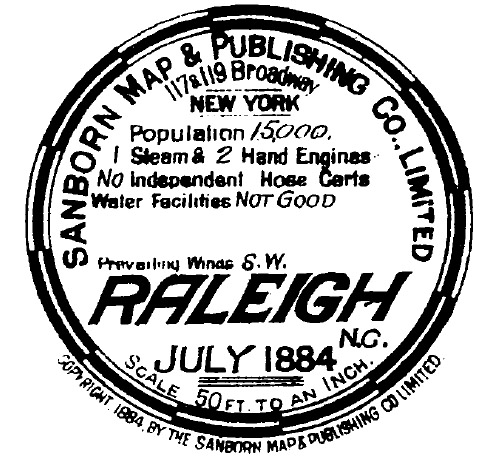 SANBORN MAP & PUBLISHING CO., LIMITED
117 & 119 Broadway
NEW YORK
Population 15,000.
1 Steam & 2 Hand Engines
NO Independent Hose Carts
Water Facilities NOT GOOD
Prevailing Winds S.W.
RALEIGH
N.C.
JULY 1884
SCALE 50 FT. TO AN INCH.
COPYRIGHT 1884, BY THE SANBORN MAP & PUBLISHING CO LIMITED.